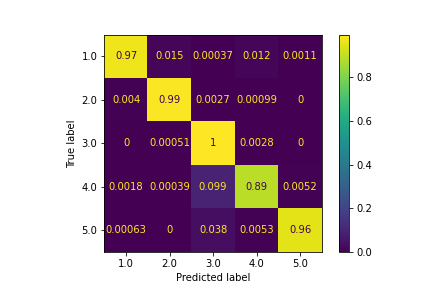 1.0 0.97 0.015 0.00037 0.012 0.0011
2.0 0.004 0.99 0.0027 0.00099 0
3.0 0 0.00051 1 0.0028 0
4.0 0.0018 0.00039 0.099 0.89 0.0052
5.0 0.00063 0 0.038 0.0053 0.96
1.0 2.0 3.0 4.0 5.0
Predicted label
True label
0.8
0.6
0.4
0.2
0.0